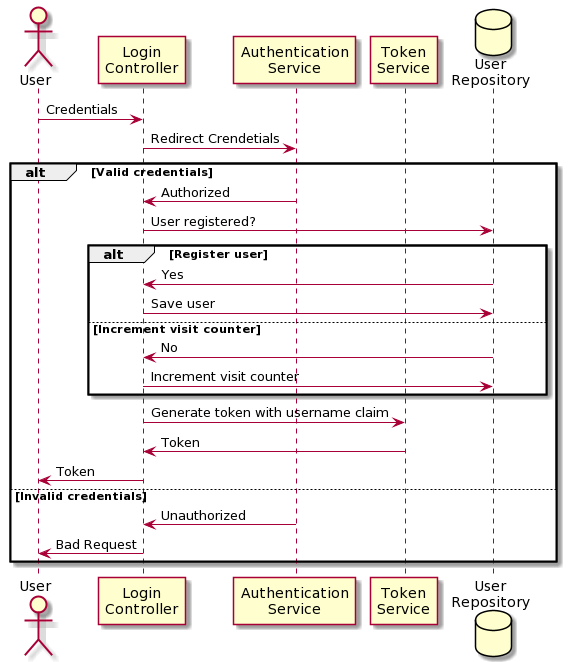 User
Login
Controller
Authentication
Service
Token
Service
User
Repository
Credentials
Redirect Crendetials
alt [Valid credentials]
Authorized
User registered?
alt [Register user]
Yes
Save user
[Increment visit counter]
No
Increment visit counter
Generate token with username claim
Token
Token
[Invalid credentials]
Unauthorized
Bad Request
User
Login
Controller
Authentication
Service
Token
Service
User
Repository